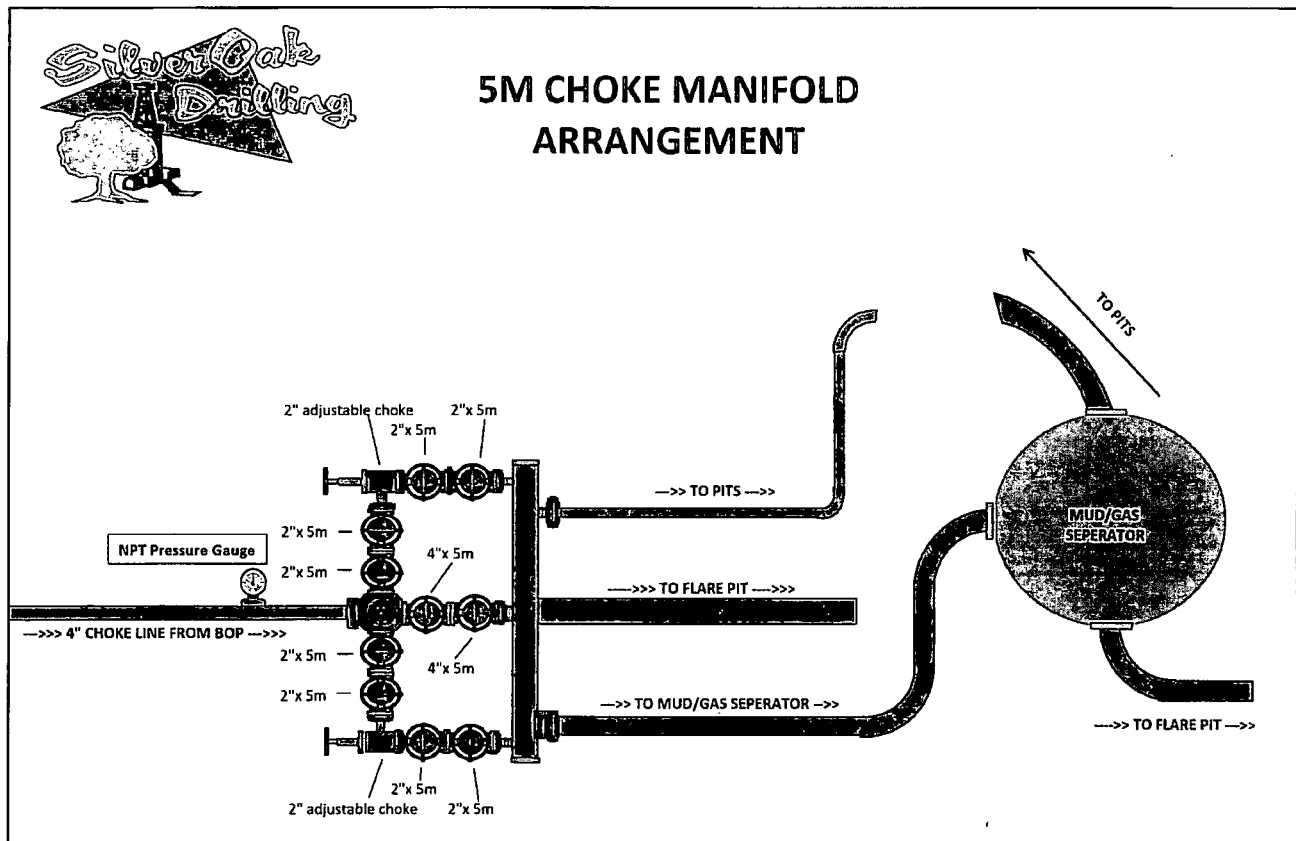 SilverOak
Drilling
5M CHOKE MANIFOLD
ARRANGEMENT
TO PITS
2" adjustable choke
2"x 5m
2"x 5m
--->> TO PITS --->>
MUD/GAS
SEPERATOR
2"x 5m
NPT Pressure Gauge
4"x 5m
2"x 5m
---->>> TO FLARE PIT---->>>
--->>> 4" CHOKE LINE FROM BOP --->>>
2"x 5m
4"x 5m
2"x 5m
--->> TO MUD/GAS SEPERATOR -->>
---->> TO FLARE PIT --->>
2"x 5m
2" adjustable choke
2"x 5m